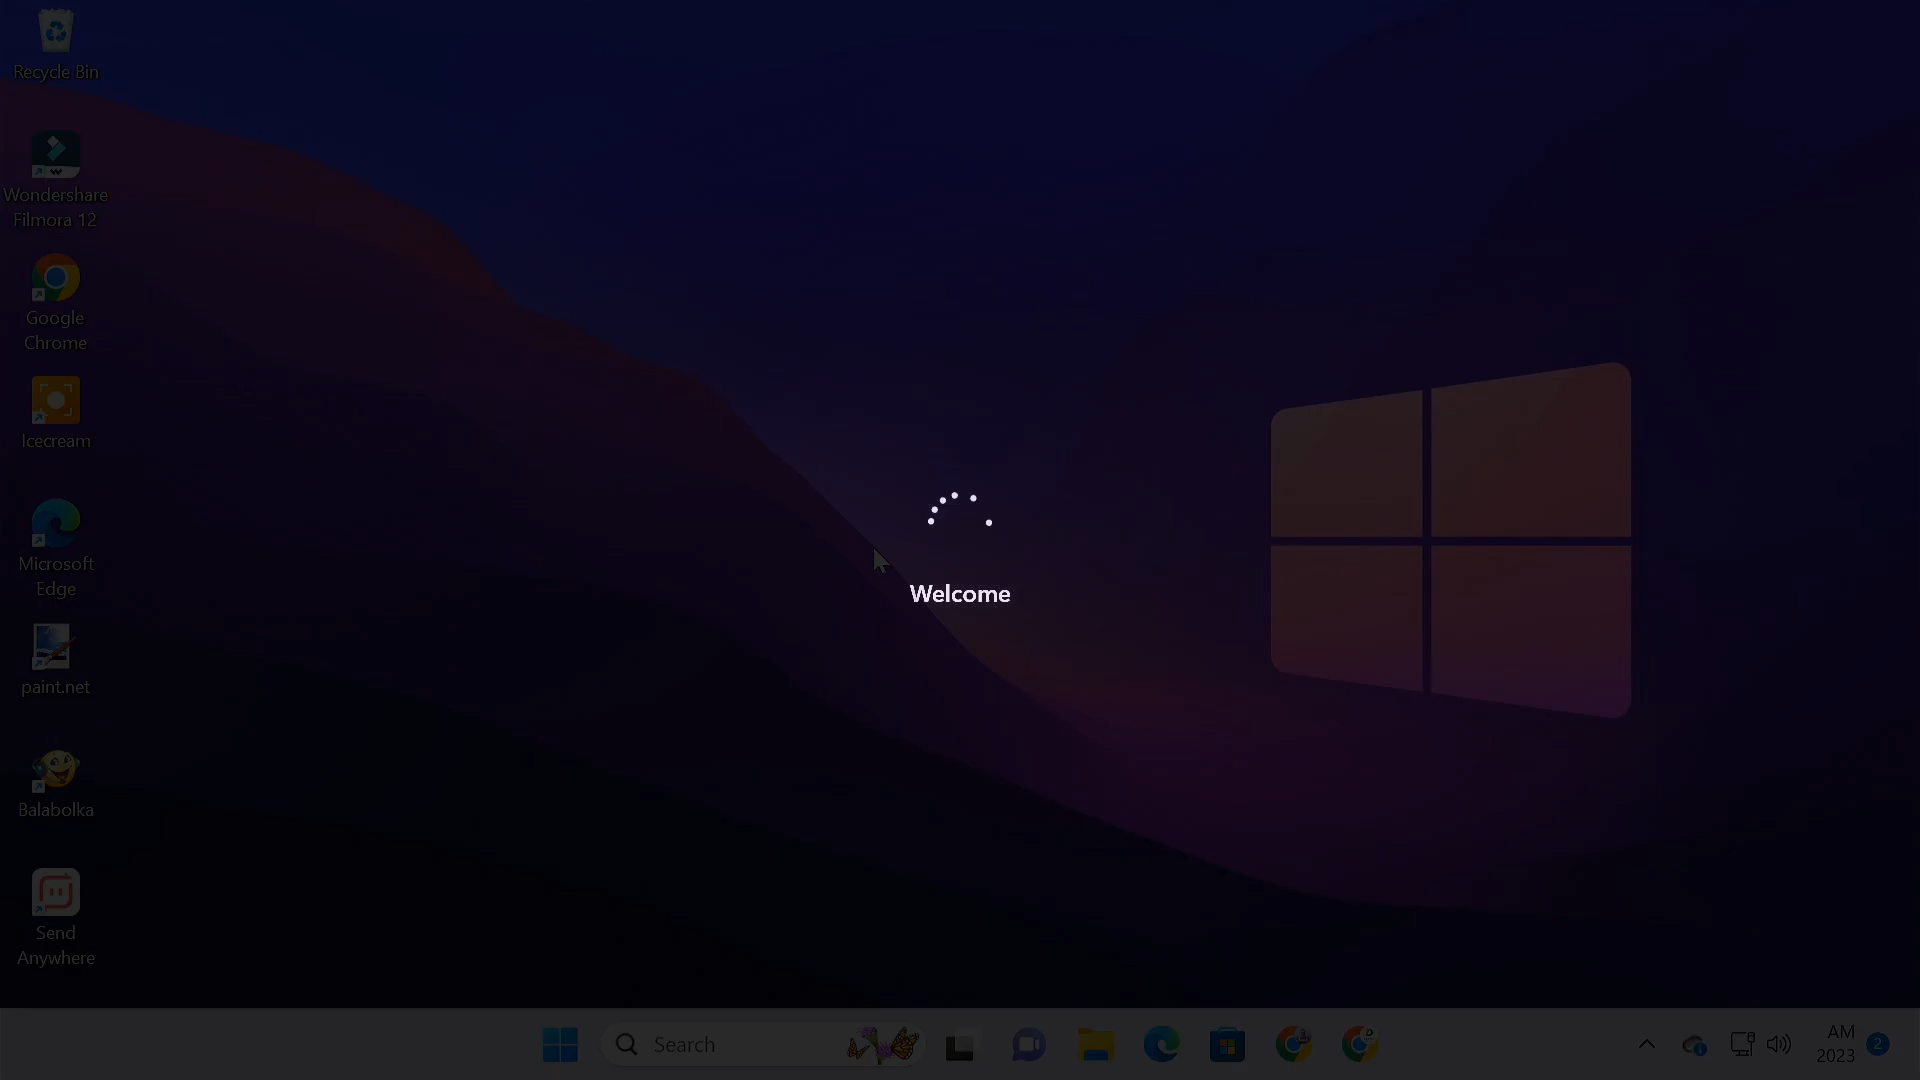 Recycle Bin
Wondershare
Filmora 12
Google
Chrome
Icecream
Microsoft
Edge
paint.net
Balabolka
Send
Anywhere
Welcome
Search
AM
2023
2